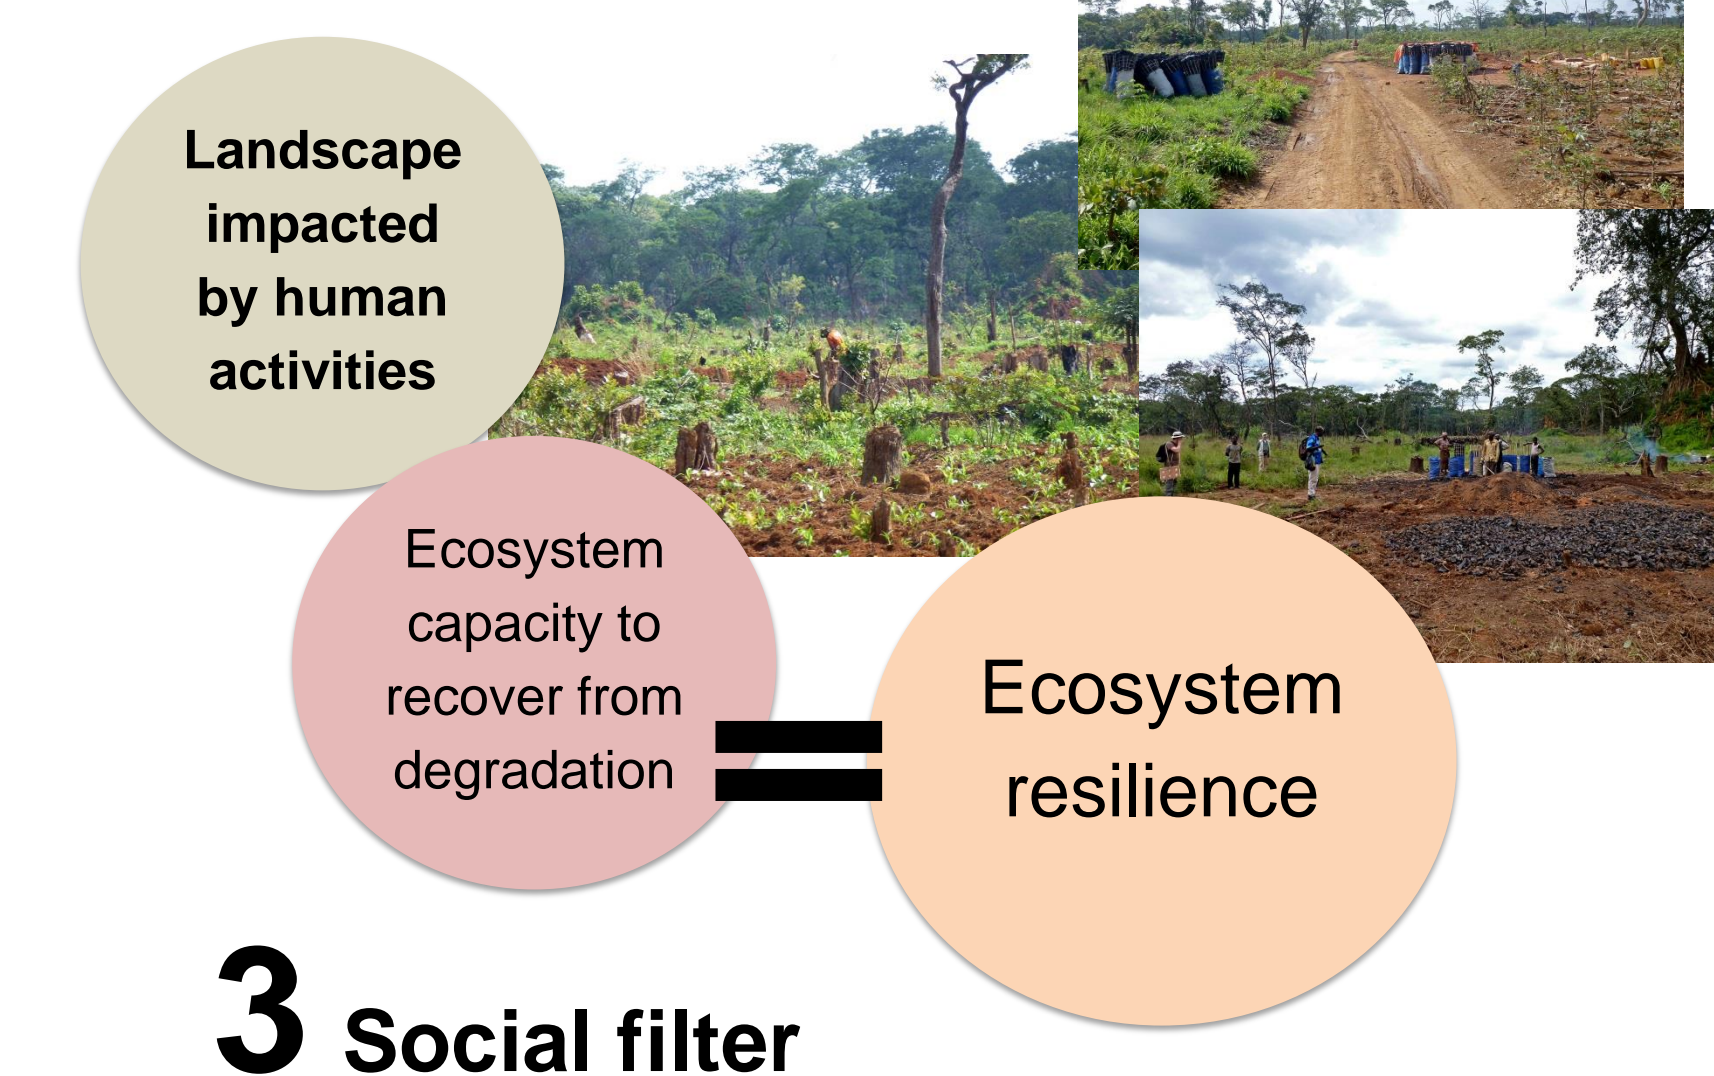 Landscape
impacted
by human
activities
Ecosystem
capacity to
recover from
degradation
Ecosystem
resilience
3 Social filter